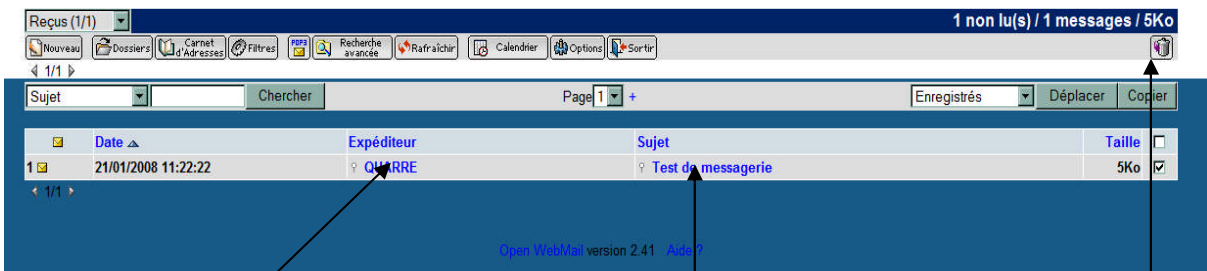 Reçus (1/1) 1 non lu(s) / 1 messages / 5Ko
Nouveau Dossiers Carnet d'Adresses Filtres POP3 Recherche avancée Rafraîchir Calendrier Options Sortir
1/1
Sujet Chercher Page 1 + Enregistrés Déplacer Copier
Date Expéditeur Sujet Taille
1 21/01/2008 11:22:22 QUARRE Test de messagerie 5Ko
1/1
Open WebMail version 2.41 Aide ?